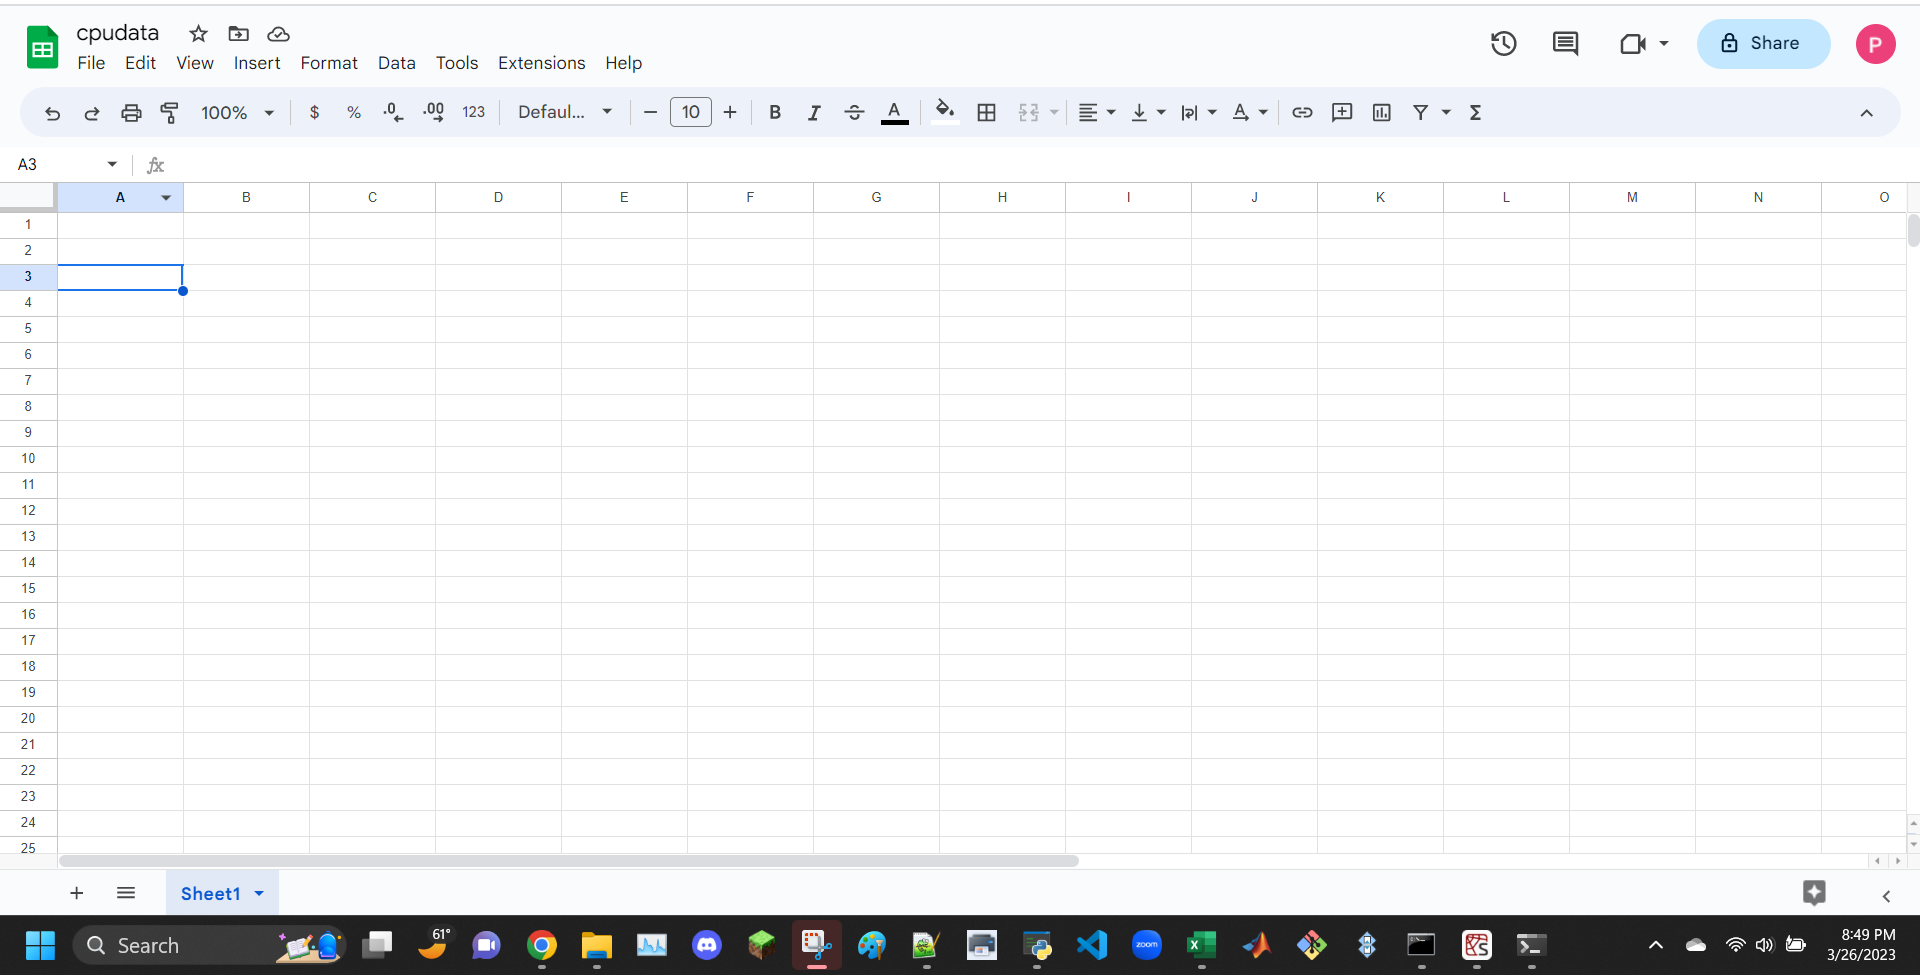 cpudata
File Edit View Insert Format Data Tools Extensions Help
Share
P
100% $ % .0 .00 123 Defaul... 10 B I S A A Σ
A3 fx
A B C D E F G H I J K L M N O
1
2
3
4
5
6
7
8
9
10
11
12
13
14
15
16
17
18
19
20
21
22
23
24
25
Sheet1
Search
61°
zoom
8:49 PM
3/26/2023